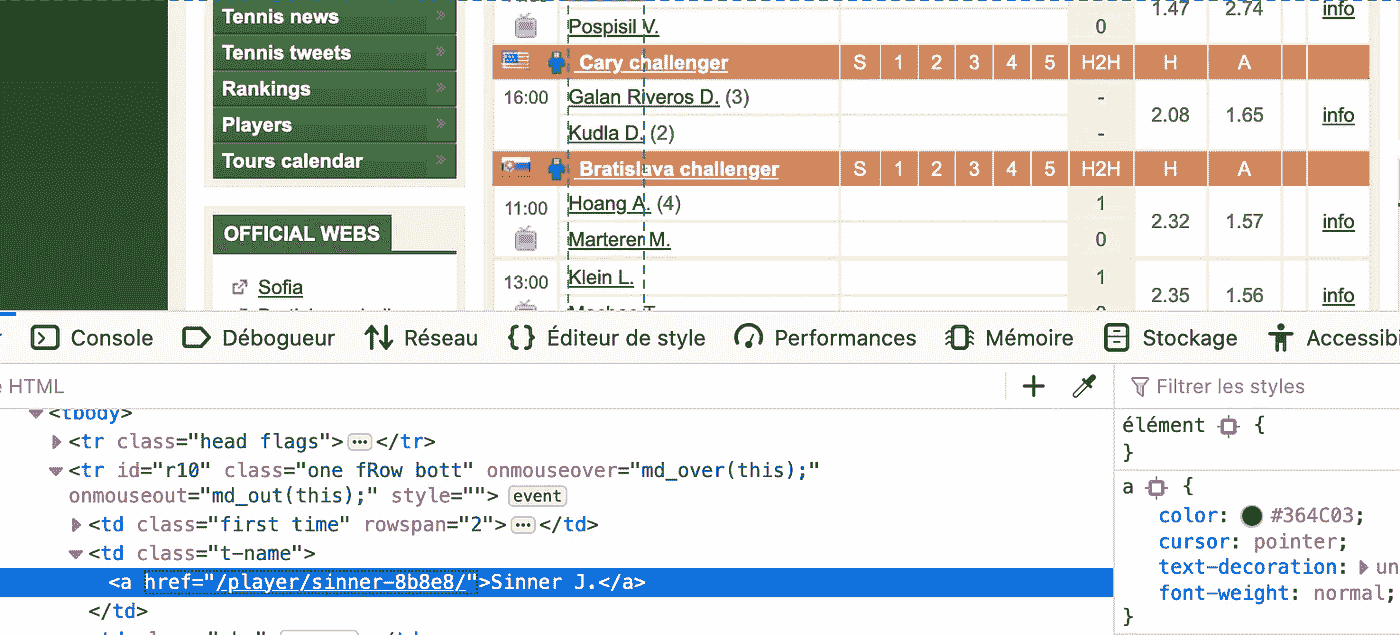 Tennis news »
1.47 2.74 info
Pospisil V. 0
Tennis tweets »
Cary challenger S 1 2 3 4 5 H2H H A
Rankings »
16:00 Galan Riveros D. (3) - 2.08 1.65 info
Players »
Kudla D. (2) -
Tours calendar »
Bratislava challenger S 1 2 3 4 5 H2H H A
11:00 Hoang A. (4) 1 2.32 1.57 info
OFFICIAL WEBS
Marterer M. 0
Sofia
13:00 Klein L. 1 2.35 1.56 info
Console Débogueur Réseau {} Éditeur de style Performances Mémoire Stockage Accessibi
e HTML + Filtrer les styles
<tbody>
<tr class="head flags">…</tr>
<tr id="r10" class="one fRow bott" onmouseover="md_over(this);"
onmouseout="md_out(this);" style=""> event
<td class="first time" rowspan="2">…</td>
<td class="t-name">
<a href="/player/sinner-8b8e8/">Sinner J.</a>
</td>
élément {
}
a {
color: #364C03;
cursor: pointer;
text-decoration: un
font-weight: normal;
}